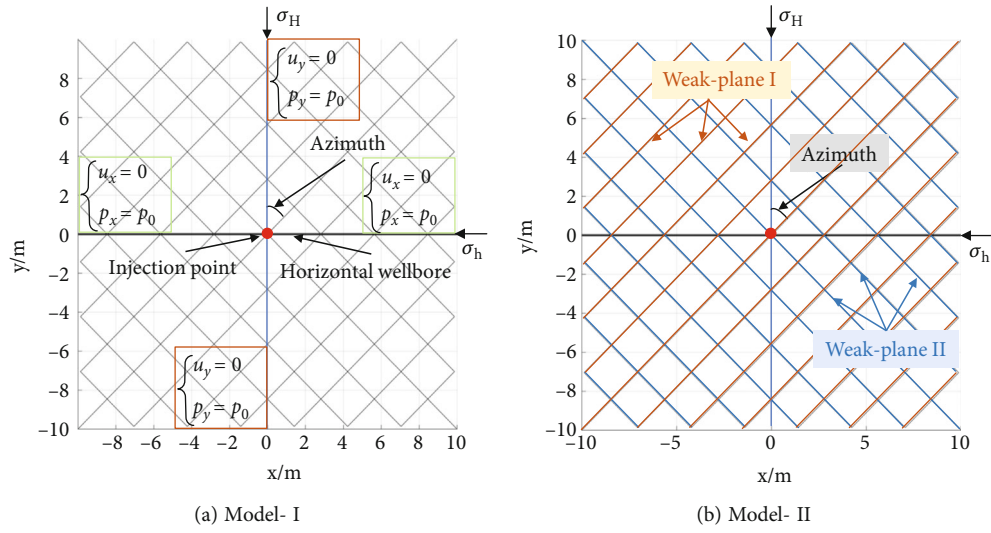 σH
uy = 0
py = p0
8
6
4
2
0
−2
−4
−6
−8
−10
y/m
Azimuth
ux = 0
px = p0
ux = 0
px = p0
σh
Injection point
Horizontal wellbore
uy = 0
py = p0
−8 −6 −4 −2 0 2 4 6 8 10
x/m
(a) Model- I
σH
10
8
6
4
2
0
−2
−4
−6
−8
−10
y/m
Weak-plane I
Azimuth
σh
Weak-plane II
−10 −5 0 5 10
x/m
(b) Model- II